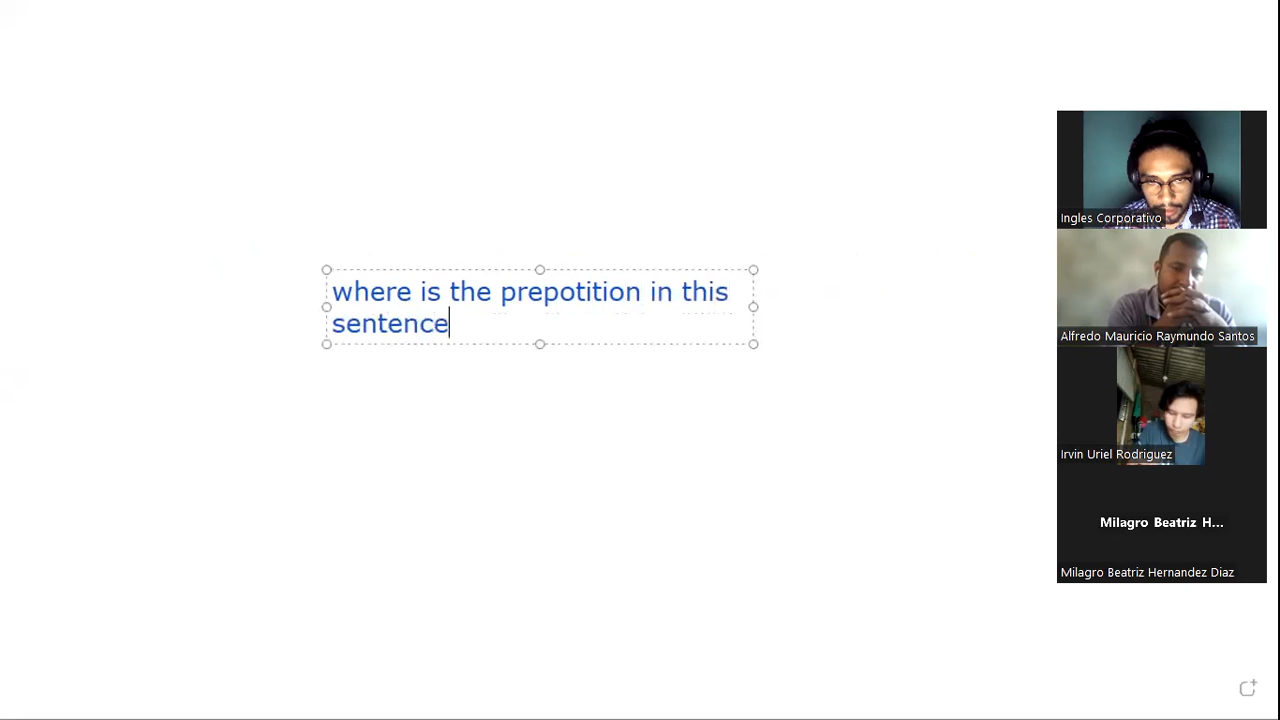 where is the prepotition in this
sentence
Ingles Corporativo
Alfredo Mauricio Raymundo Santos
Irvin Uriel Rodriguez
Milagro Beatriz H...
Milagro Beatriz Hernandez Diaz